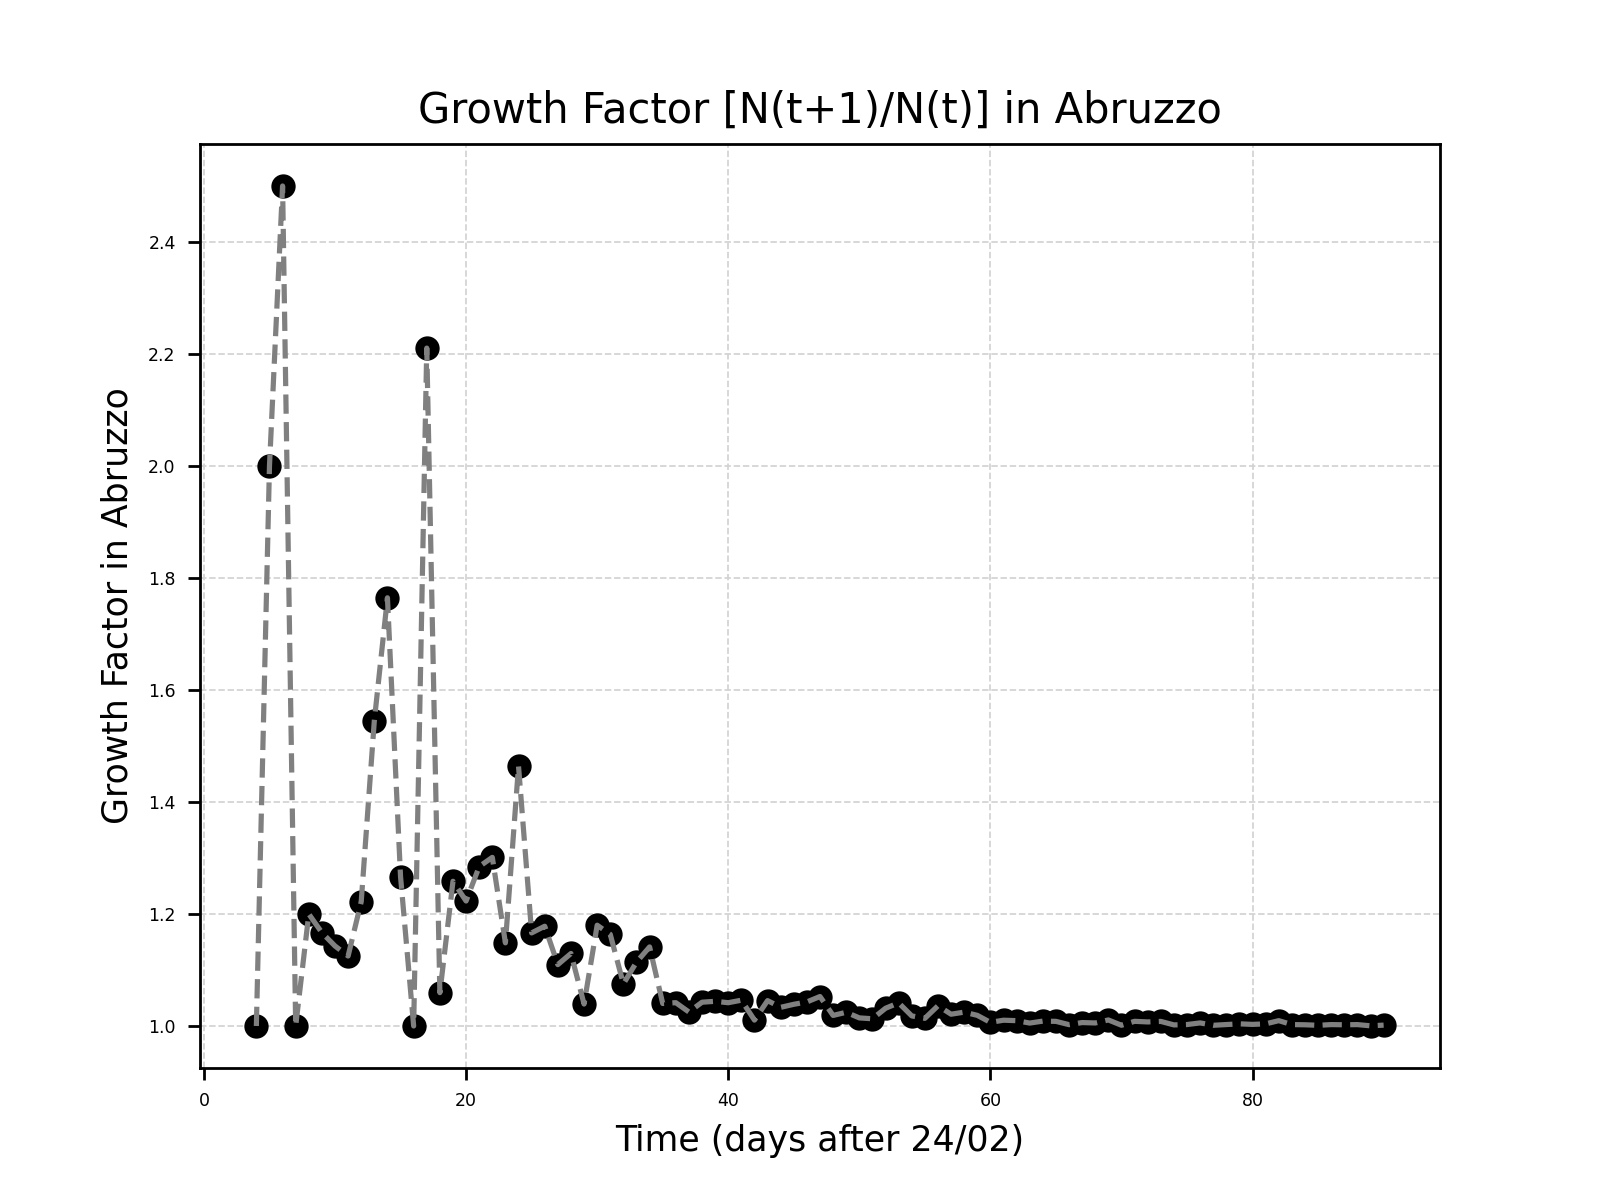 Growth Factor [N(t+1)/N(t)] in Abruzzo
Growth Factor in Abruzzo
2.4
2.2
2.0
1.8
1.6
1.4
1.2
1.0
0 20 40 60 80
Time (days after 24/02)